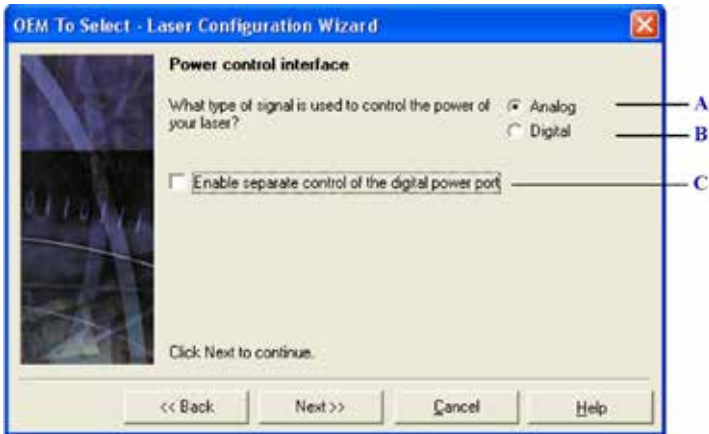 OEM To Select - Laser Configuration Wizard
Power control interface
What type of signal is used to control the power of
your laser?
Analog
A
Digital
B
Enable separate control of the digital power port
C
Click Next to continue.
<< Back
Next >>
Cancel
Help